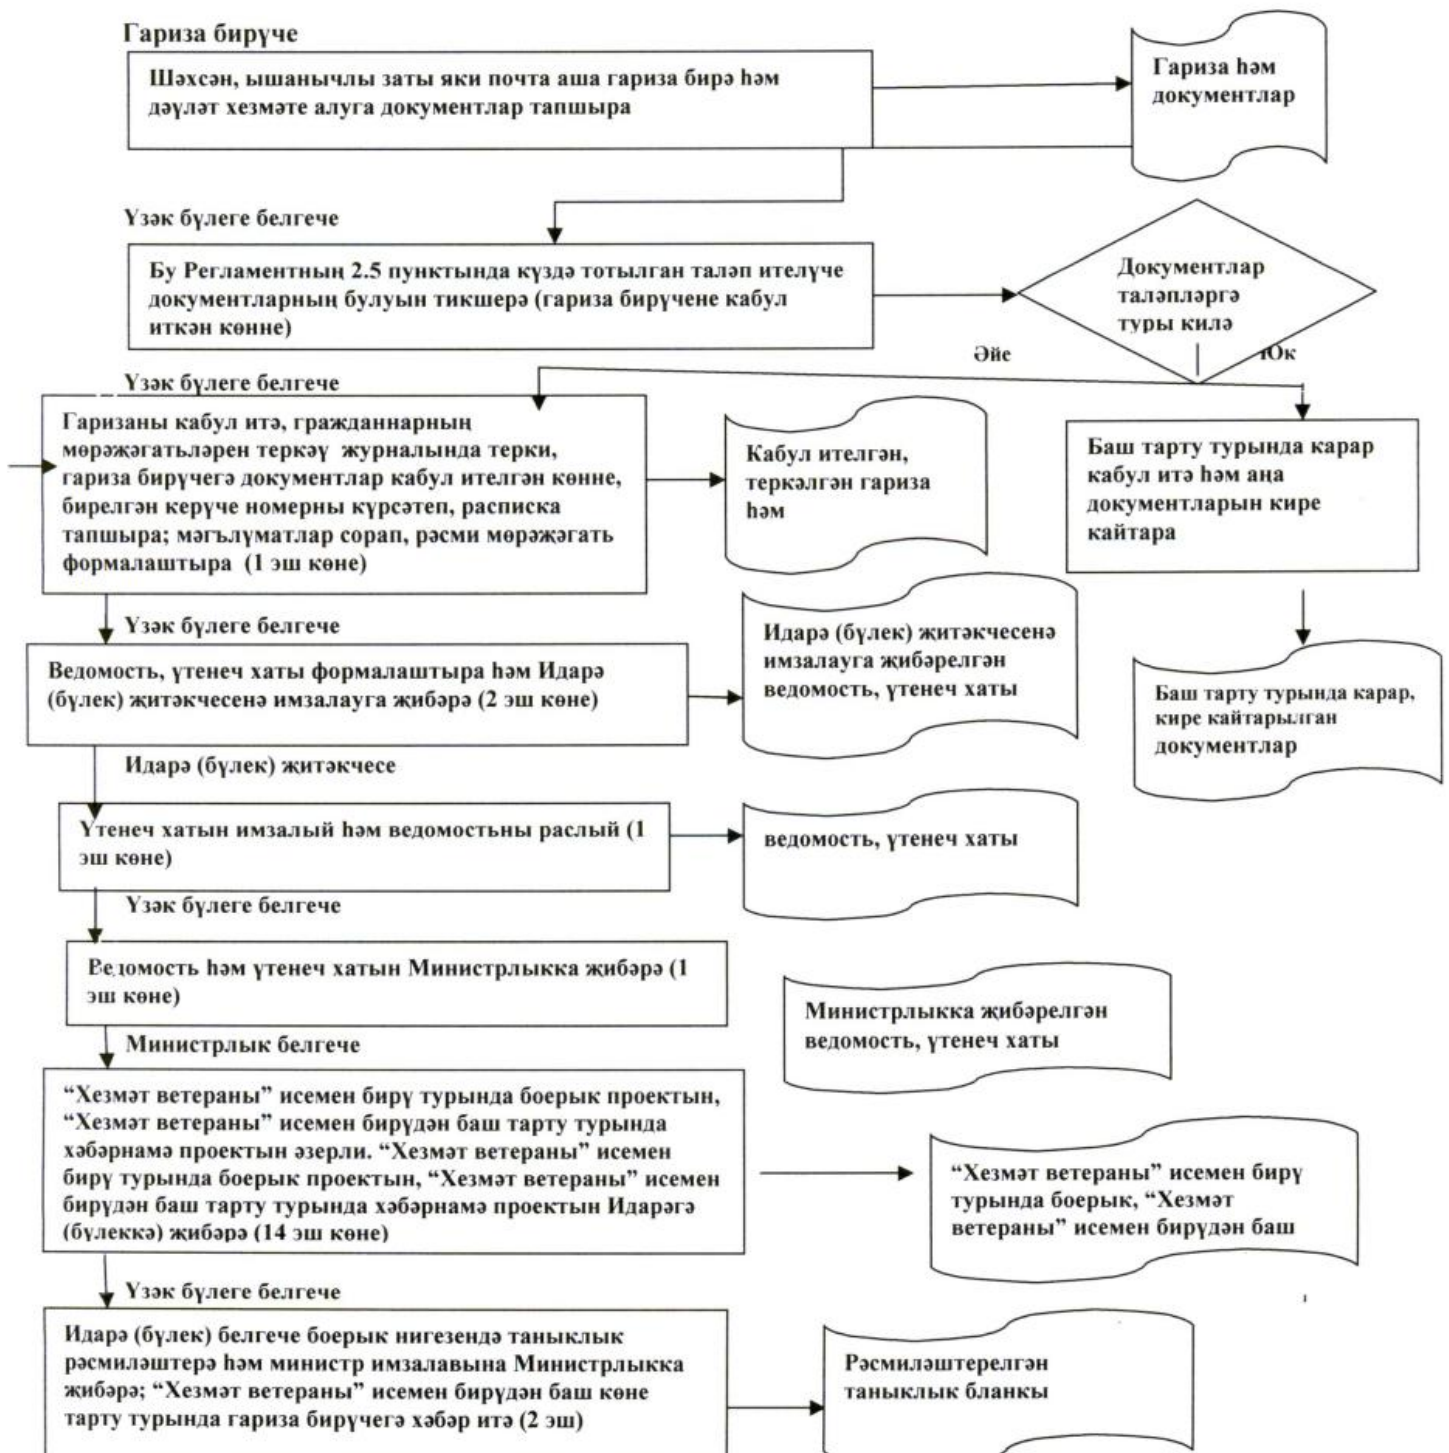 Гариза бирүче
Шәхсән, ышанычлы заты яки почта аша гариза бирә һәм
дәүләт хезмәте алуга документлар тапшыра
Гариза һәм
документлар
Үзәк бүлеге белгече
Бу Регламентның 2.5 пунктында күздә тотылган таләп ителүче
документларның булуын тикшерә (гариза бирүчене кабул
иткән көнне)
Документлар
таләпләргә
туры килә
Әйе
Юк
Үзәк бүлеге белгече
Гаризаны кабул итә, гражданнарның
мөрәҗәгатьләрен теркәү журналында терки,
гариза бирүчегә документлар кабул ителгән көнне,
бирелгән керүче номерны күрсәтеп, расписка
тапшыра; мәгълүматлар сорап, рәсми мөрәҗәгать
формалаштыра (1 эш көне)
Кабул ителгән,
теркәлгән гариза
һәм
Баш тарту турында карар
кабул итә һәм аңа
документларын кире
кайтара
Үзәк бүлеге белгече
Ведомость, үтенеч хаты формалаштыра һәм Идарә
(бүлек) җитәкчесенә имзалауга җибәрә (2 эш көне)
Идарә (бүлек) җитәкчесенә
имзалауга җибәрелгән
ведомость, үтенеч хаты
Баш тарту турында карар,
кире кайтарылган
документлар
Идарә (бүлек) җитәкчесе
Үтенеч хатын имзалый һәм ведомостьны раслый (1
эш көне)
ведомость, үтенеч хаты
Үзәк бүлеге белгече
Ведомость һәм үтенеч хатын Министрлыкка җибәрә (1
эш көне)
Министрлыкка җибәрелгән
ведомость, үтенеч хаты
Министрлык белгече
“Хезмәт ветераны” исемен бирү турында боерык проектын,
“Хезмәт ветераны” исемен бирүдән баш тарту турында
хәбәрнамә проектын әзерли. “Хезмәт ветераны” исемен
бирү турында боерык проектын, “Хезмәт ветераны” исемен
бирүдән баш тарту турында хәбәрнамә проектын Идарәгә
(бүлеккә) җибәрә (14 эш көне)
“Хезмәт ветераны” исемен бирү
турында боерык, “Хезмәт
ветераны” исемен бирүдән баш
Үзәк бүлеге белгече
Идарә (бүлек) белгече боерык нигезендә таныклык
рәсмиләштерә һәм министр имзалавына Министрлыкка
җибәрә; “Хезмәт ветераны” исемен бирүдән баш көне
тарту турында гариза бирүчегә хәбәр итә (2 эш)
Рәсмиләштерелгән
таныклык бланкы